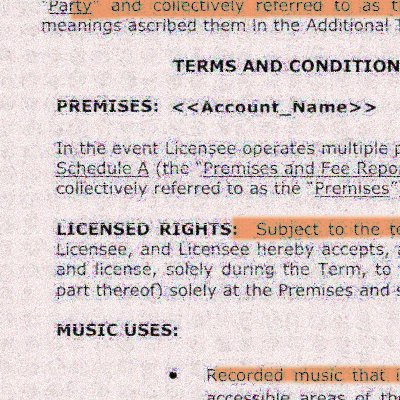 "Party" and collectively referred to as t
meanings ascribed them in the Additional T
TERMS AND CONDITION
PREMISES: <<Account_Name>>
In the event Licensee operates multiple p
Schedule A (the "Premises and Fee Repo
collectively referred to as the "Premises"
LICENSED RIGHTS: Subject to the te
Licensee, and Licensee hereby accepts, a
and license, solely during the Term, to
part thereof) solely at the Premises and s
MUSIC USES:
• Recorded music that i
accessible areas of the